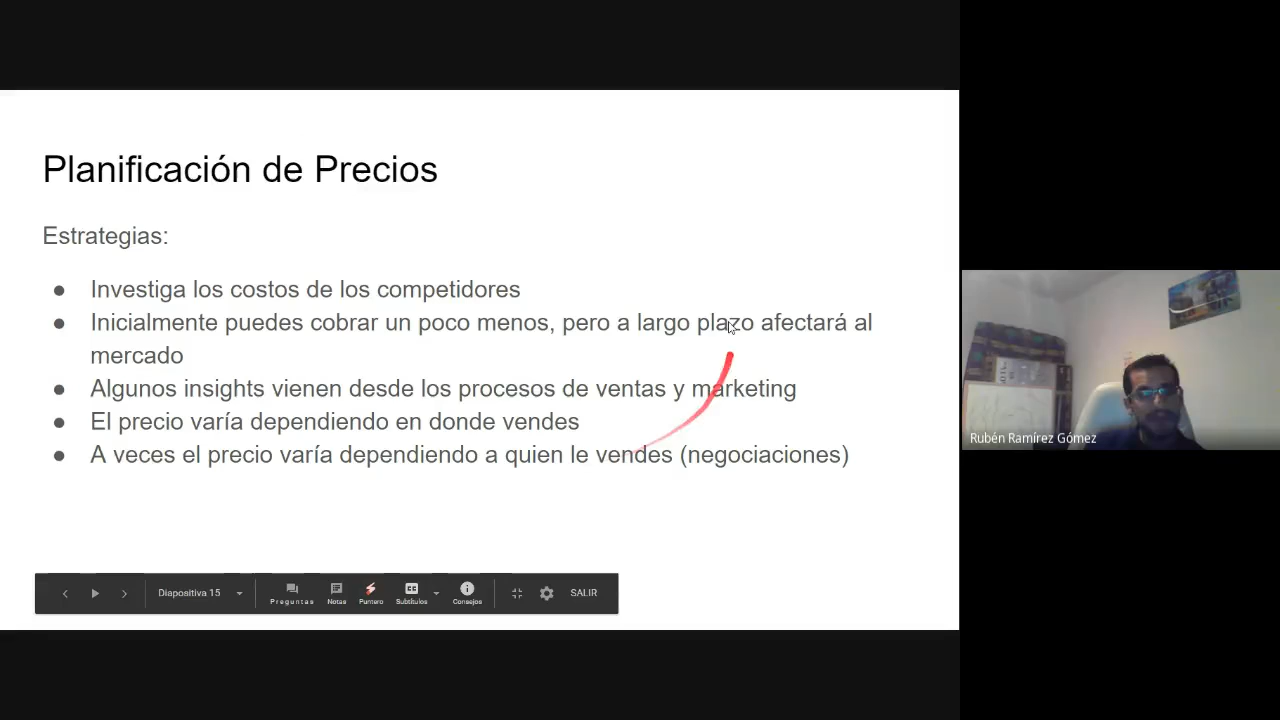 Planificación de Precios
Estrategias:
● Investiga los costos de los competidores
● Inicialmente puedes cobrar un poco menos, pero a largo plazo afectará al
mercado
● Algunos insights vienen desde los procesos de ventas y marketing
● El precio varía dependiendo en donde vendes
● A veces el precio varía dependiendo a quien le vendes (negociaciones)
Rubén Ramírez Gómez
Diapositiva 15
Preguntas
Notas
Puntero
CC
Subtítulos
Consejos
SALIR